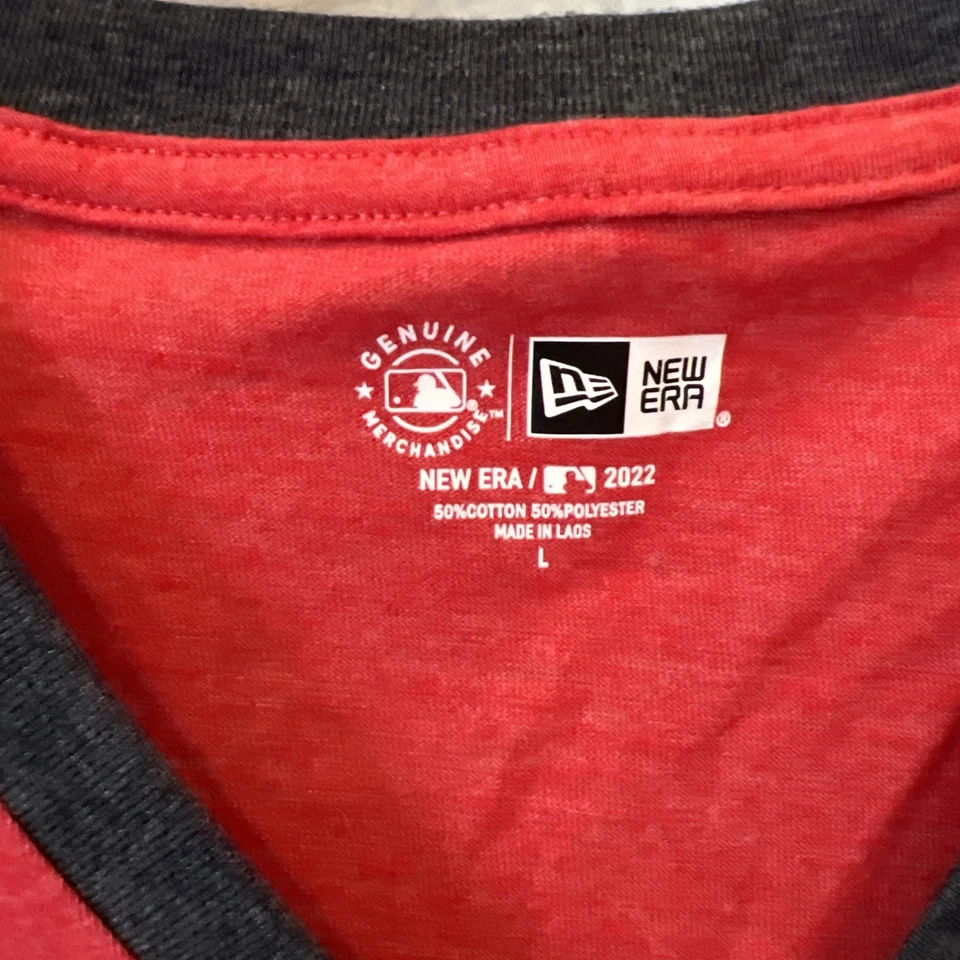 GENUINE
MERCHANDISE™
®
NEW
ERA
®
NEW ERA / 2022
50%COTTON 50%POLYESTER
MADE IN LAOS
L